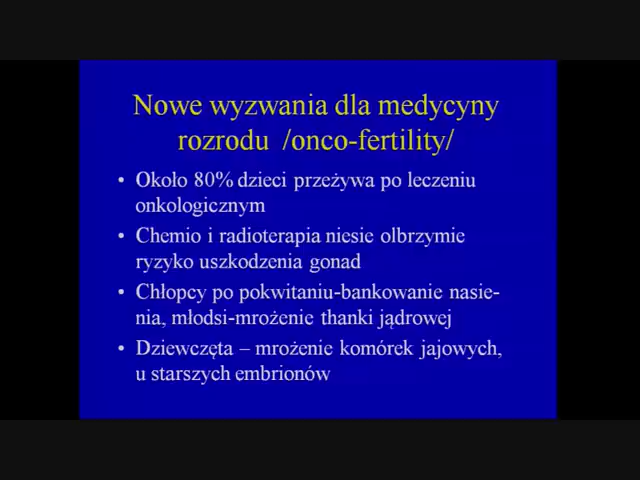 Nowe wyzwania dla medycyny
rozrodu /onco-fertility/
• Około 80% dzieci przeżywa po leczeniu
onkologicznym
• Chemio i radioterapia niesie olbrzymie
ryzyko uszkodzenia gonad
• Chłopcy po pokwitaniu-bankowanie nasie-
nia, młodsi-mrożenie thanki jądrowej
• Dziewczęta – mrożenie komórek jajowych,
u starszych embrionów